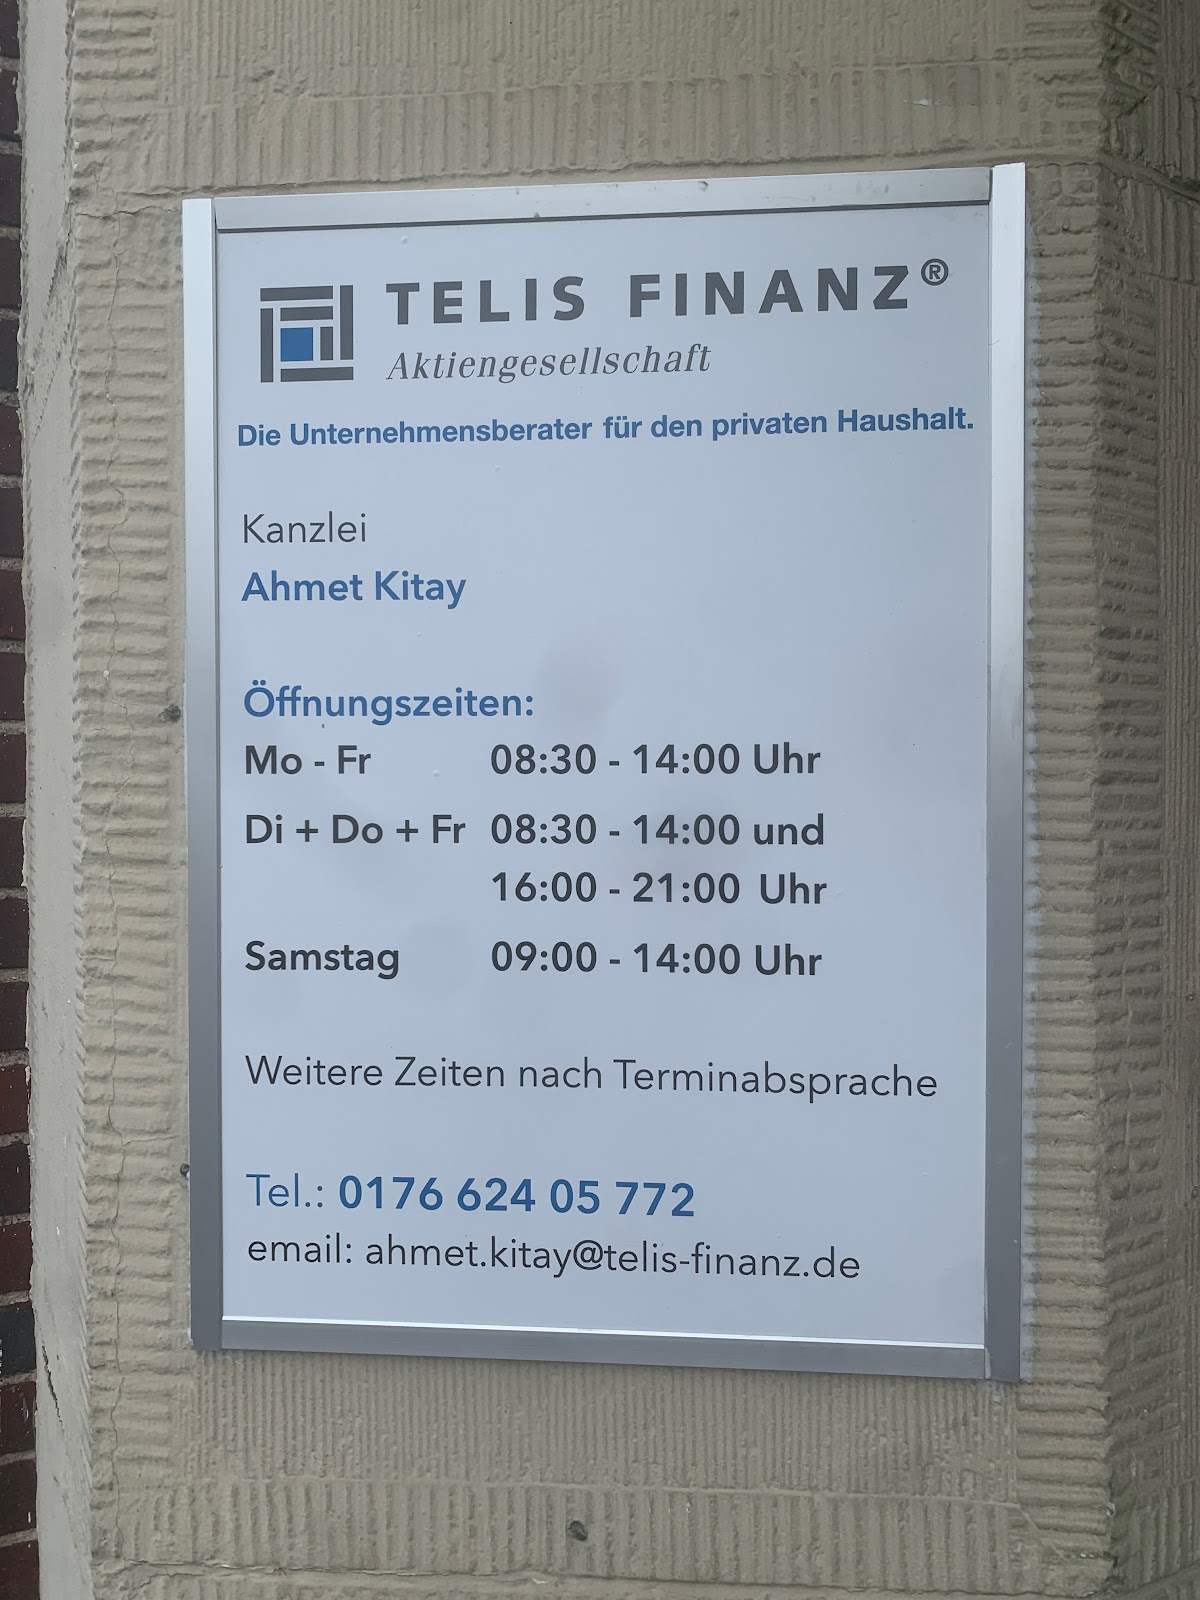 TELIS FINANZ®
Aktiengesellschaft
Die Unternehmensberater für den privaten Haushalt.
Kanzlei
Ahmet Kitay
Öffnungszeiten:
Mo - Fr 08:30 - 14:00 Uhr
Di + Do + Fr 08:30 - 14:00 und
16:00 - 21:00 Uhr
Samstag 09:00 - 14:00 Uhr
Weitere Zeiten nach Terminabsprache
Tel.: 0176 624 05 772
email: ahmet.kitay@telis-finanz.de